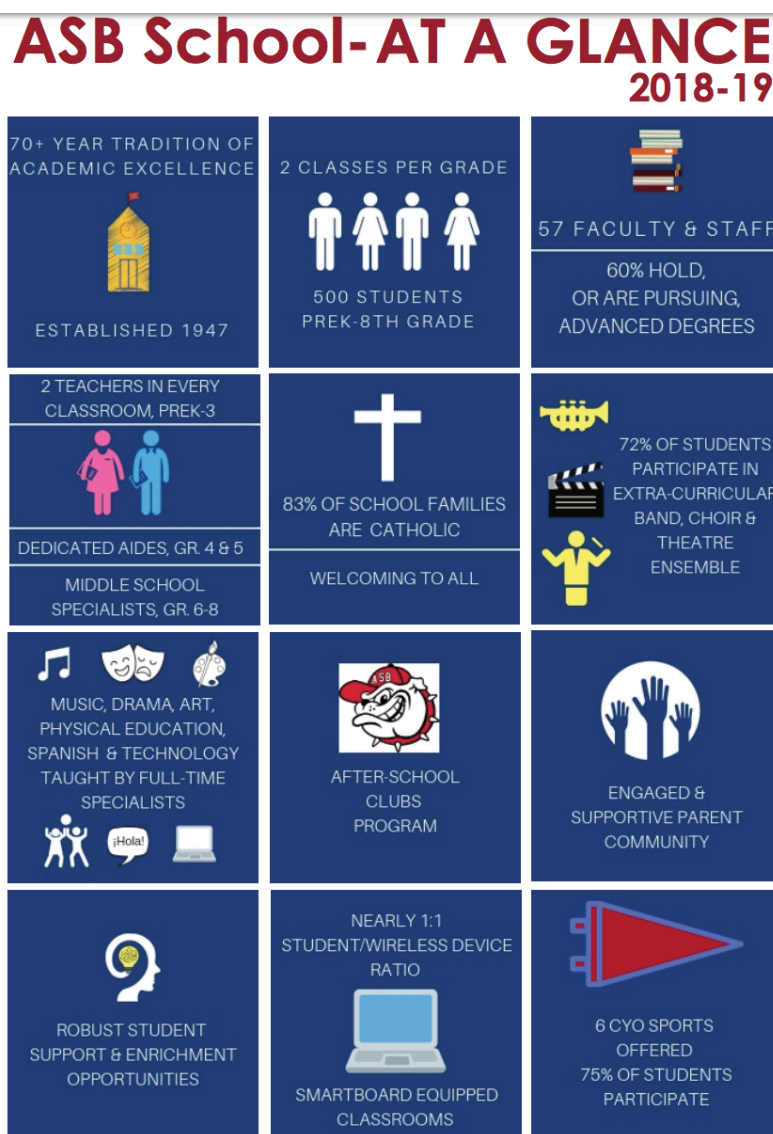 ASB School-AT A GLANCE
2018-19
70+ YEAR TRADITION OF
ACADEMIC EXCELLENCE
ESTABLISHED 1947
2 CLASSES PER GRADE
500 STUDENTS
PREK-8TH GRADE
57 FACULTY & STAFF
60% HOLD,
OR ARE PURSUING,
ADVANCED DEGREES
2 TEACHERS IN EVERY
CLASSROOM, PREK-3
DEDICATED AIDES, GR. 4 & 5
MIDDLE SCHOOL
SPECIALISTS, GR. 6-8
83% OF SCHOOL FAMILIES
ARE CATHOLIC
WELCOMING TO ALL
72% OF STUDENTS
PARTICIPATE IN
EXTRA-CURRICULAR
BAND, CHOIR &
THEATRE
ENSEMBLE
MUSIC, DRAMA, ART,
PHYSICAL EDUCATION,
SPANISH & TECHNOLOGY
TAUGHT BY FULL-TIME
SPECIALISTS
¡Hola!
ASB
AFTER-SCHOOL
CLUBS
PROGRAM
ENGAGED &
SUPPORTIVE PARENT
COMMUNITY
ROBUST STUDENT
SUPPORT & ENRICHMENT
OPPORTUNITIES
NEARLY 1:1
STUDENT/WIRELESS DEVICE
RATIO
SMARTBOARD EQUIPPED
CLASSROOMS
6 CYO SPORTS
OFFERED
75% OF STUDENTS
PARTICIPATE